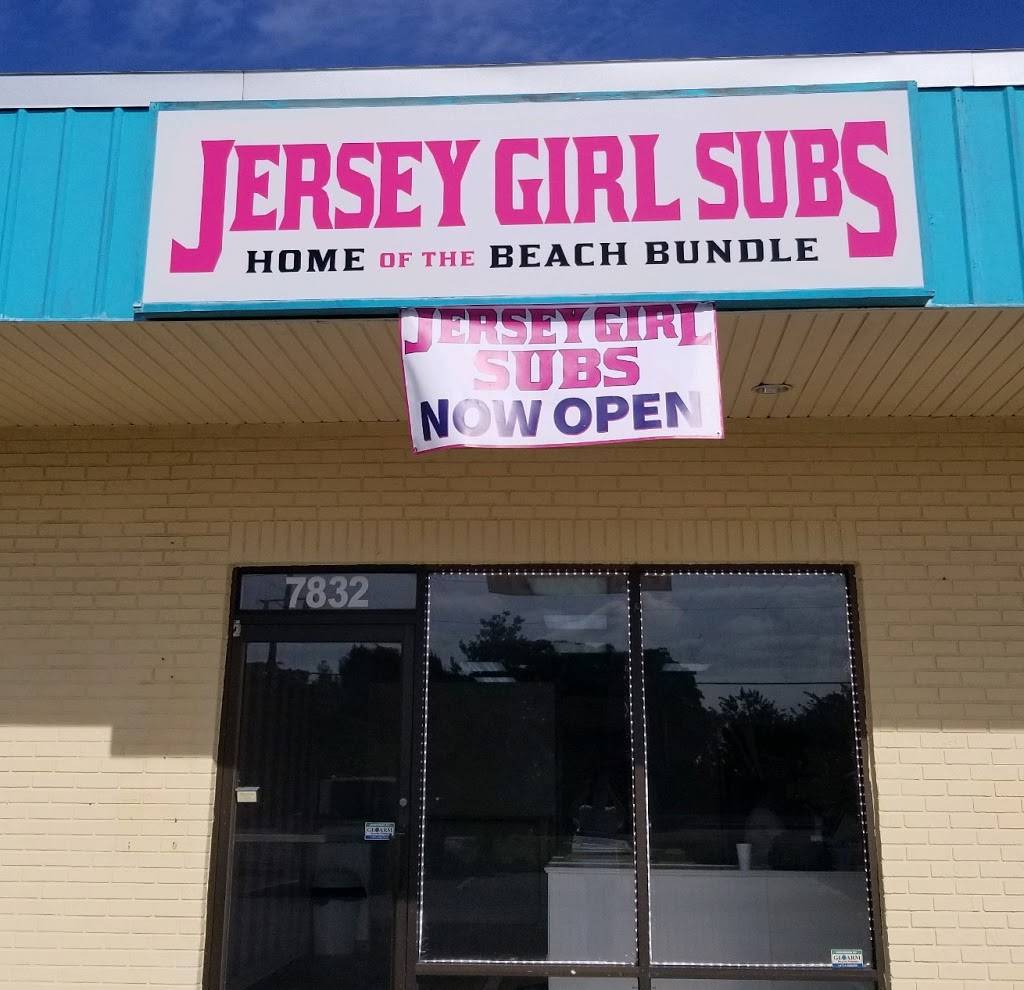 JERSEY GIRL SUBS
HOME OF THE BEACH BUNDLE
JERSEY GIRL
SUBS
NOW OPEN
7832